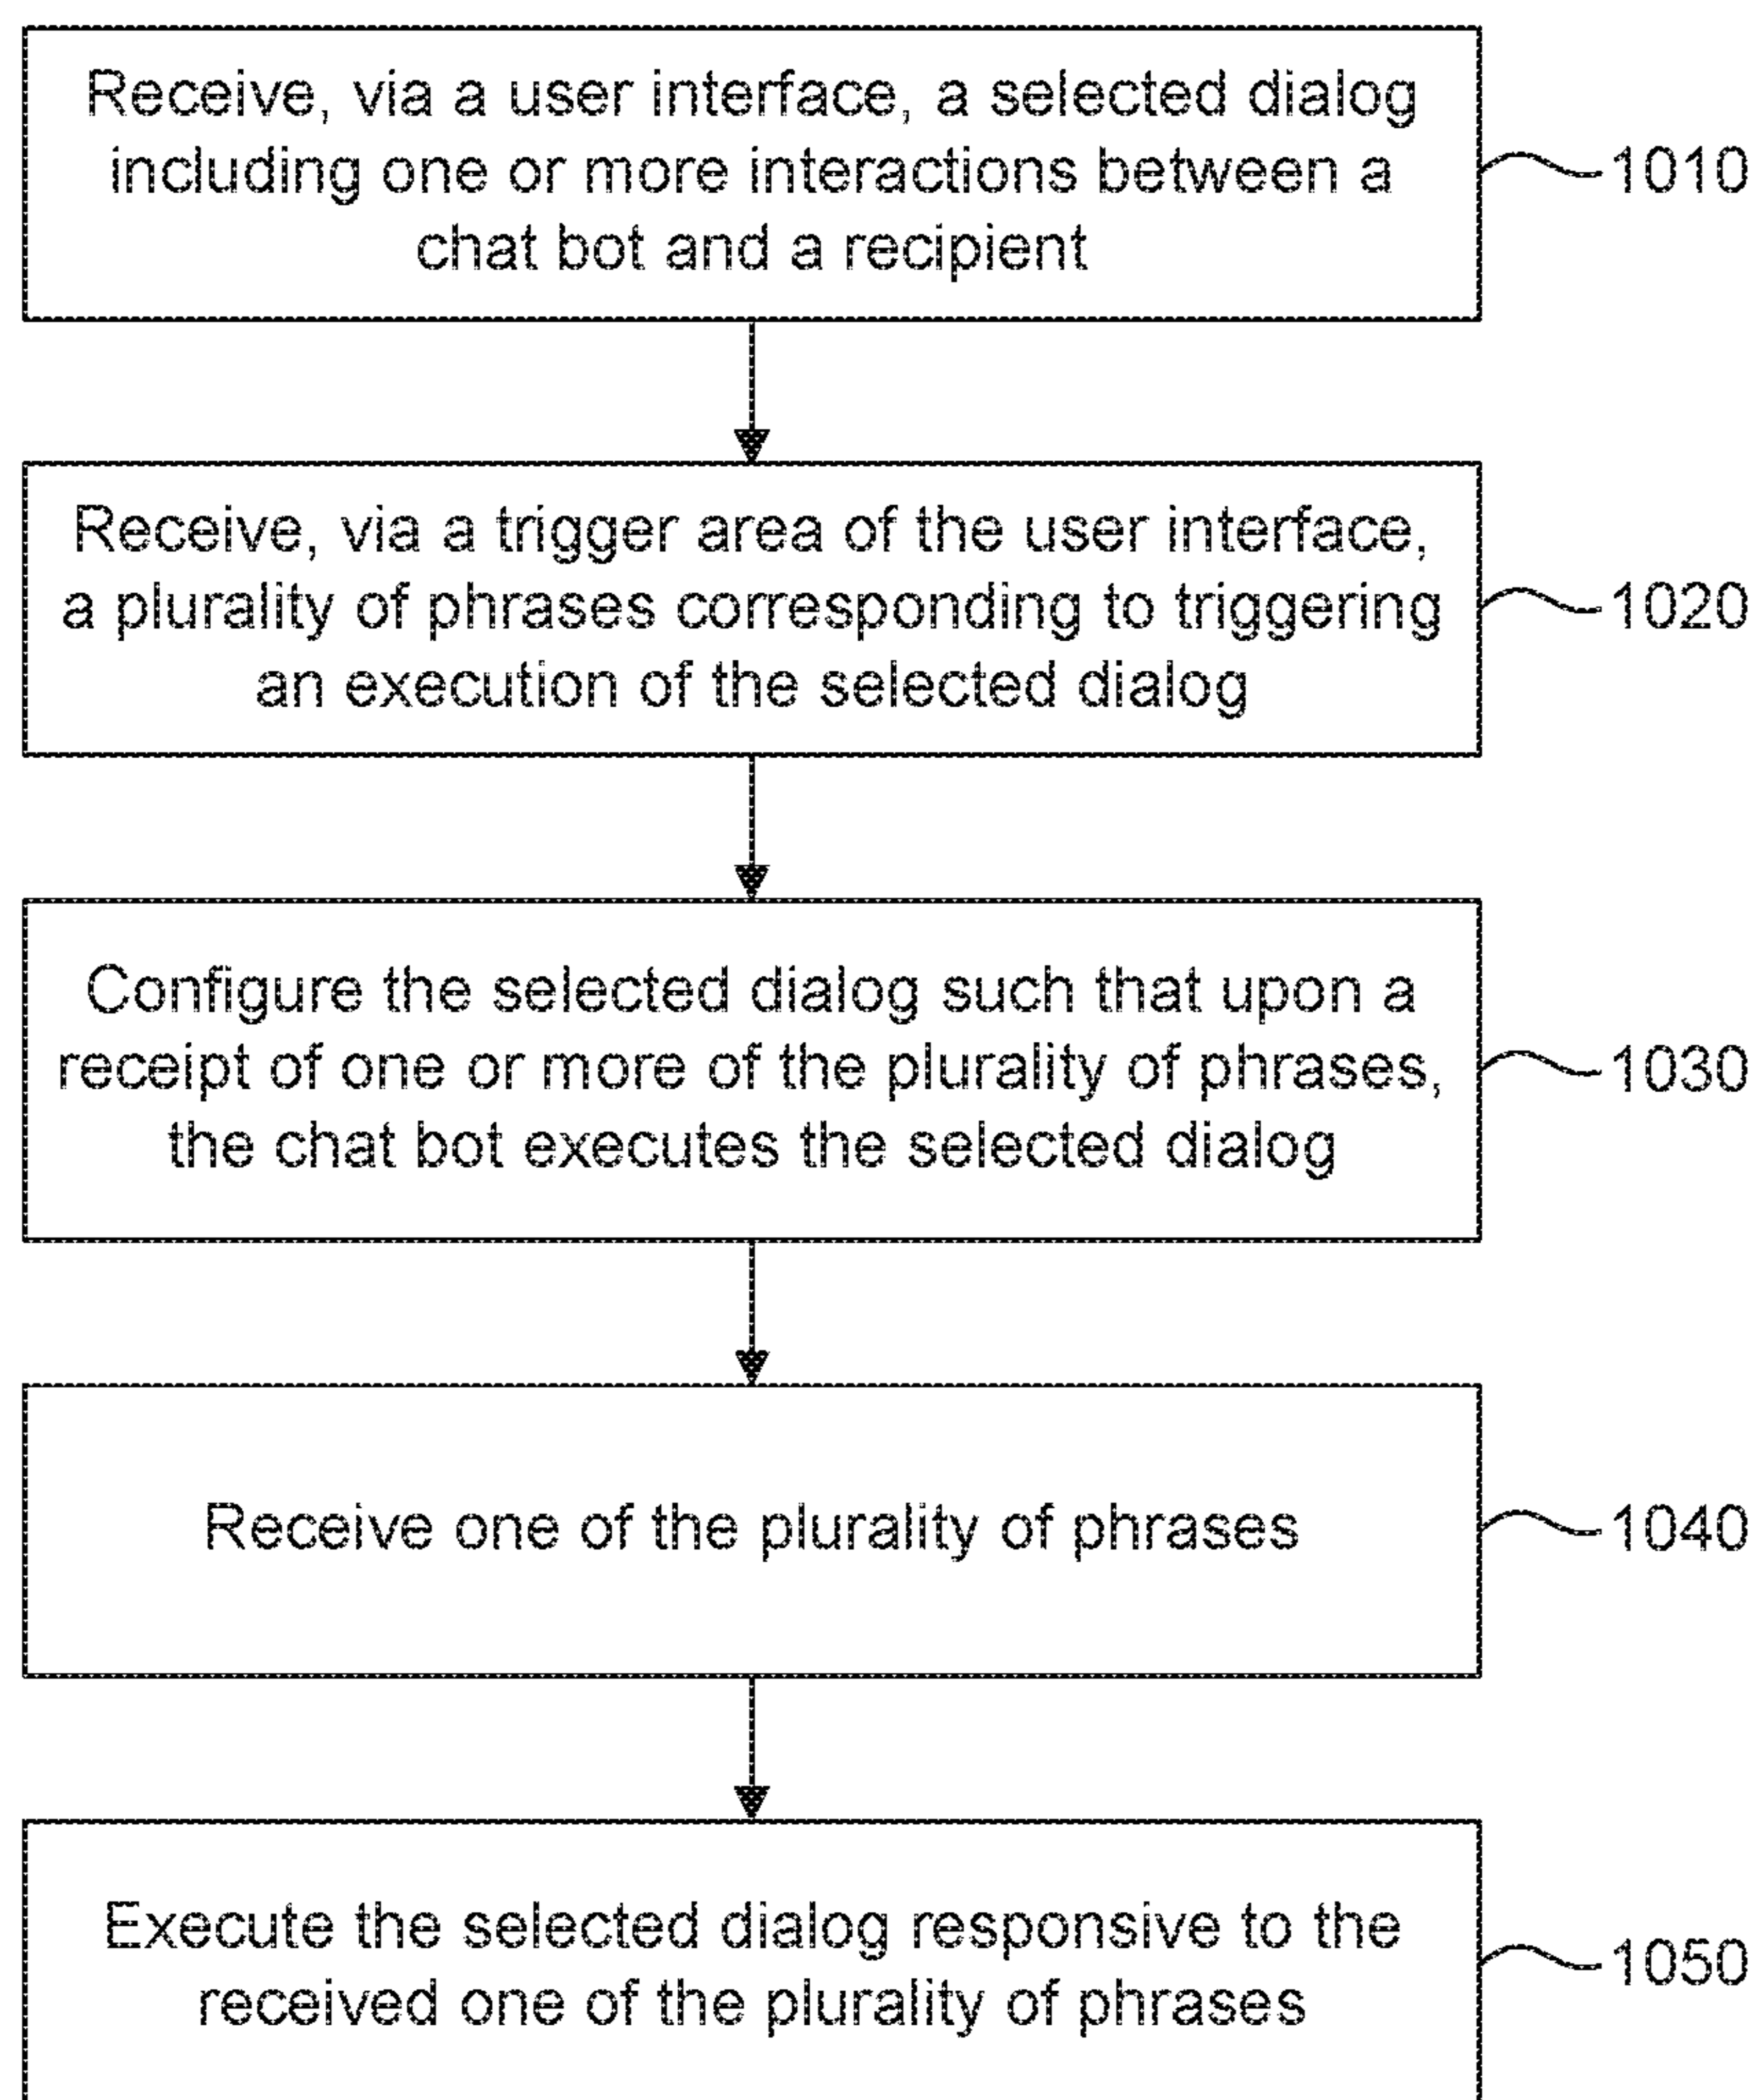 Receive, via a user interface, a selected dialog
including one or more interactions between a
chat bot and a recipient
1010
Receive, via a trigger area of the user interface,
a plurality of phrases corresponding to triggering
an execution of the selected dialog
1020
Configure the selected dialog such that upon a
receipt of one or more of the plurality of phrases,
the chat bot executes the selected dialog
1030
Receive one of the plurality of phrases
1040
Execute the selected dialog responsive to the
received one of the plurality of phrases
1050